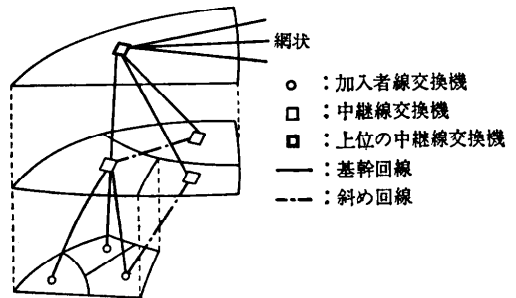 網状
○ : 加入者線交換機
□ : 中継線交換機
□ : 上位の中継線交換機
― : 基幹回線
―・― : 斜め回線